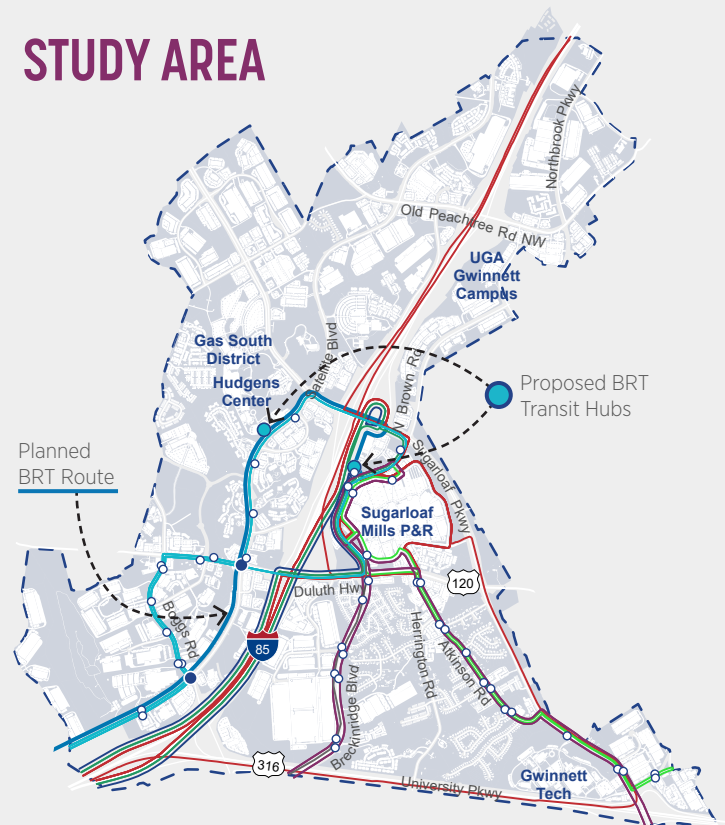 STUDY AREA
Northbrook Pkwy
Old Peachtree Rd NW
UGA
Gwinnett
Campus
Gas South
District
Satellite Blvd
Hudgens
Center
N Brown Rd
Proposed BRT
Transit Hubs
Planned
BRT Route
Sugarloaf Pkwy
Sugarloaf
Mills P&R
120
Duluth Hwy
Boggs Rd
85
Herrington Rd
Atkinson Rd
Breckinridge Blvd
316
University Pkwy
Gwinnett
Tech